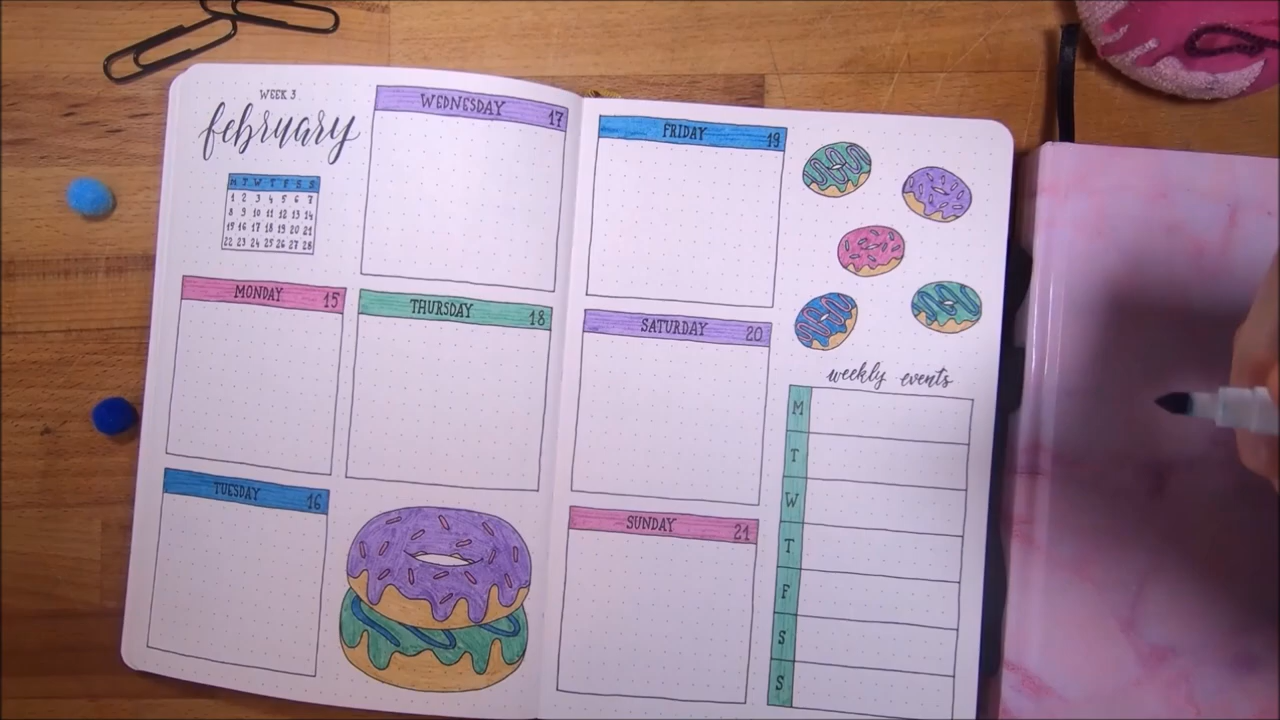 WEEK 3
february
M T W T F S S
1 2 3 4 5 6 7
8 9 10 11 12 13 14
15 16 17 18 19 20 21
22 23 24 25 26 27 28
MONDAY 15
TUESDAY 16
WEDNESDAY 17
THURSDAY 18
FRIDAY 19
SATURDAY 20
SUNDAY 21
weekly events
M
T
W
T
F
S
S